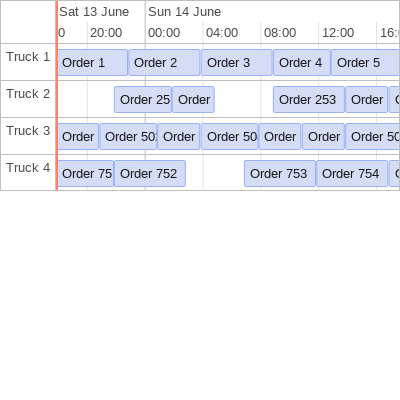 Sat 13 June Sun 14 June
0 20:00 00:00 04:00 08:00 12:00 16:
Truck 1 Order 1 Order 2 Order 3 Order 4 Order 5
Truck 2 Order 25 Order Order 253 Order
Truck 3 Order Order 50 Order Order 50 Order Order Order 50
Truck 4 Order 75 Order 752 Order 753 Order 754